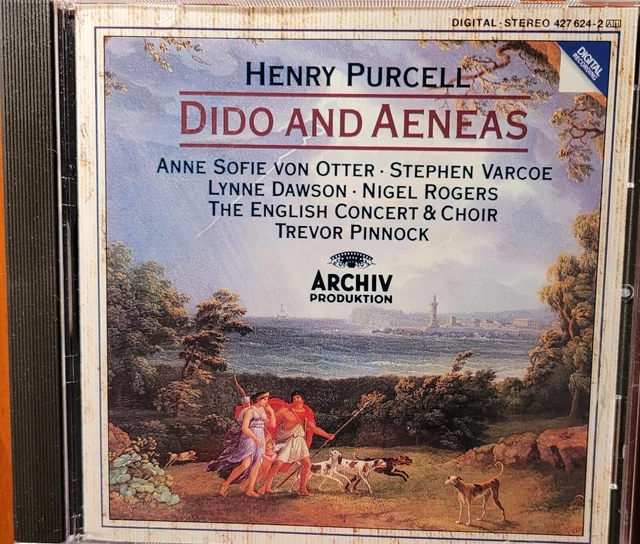 DIGITAL · STEREO 427 624-2 AH
DIGITAL
RECORDING
HENRY PURCELL
DIDO AND AENEAS
ANNE SOFIE VON OTTER · STEPHEN VARCOE
LYNNE DAWSON · NIGEL ROGERS
THE ENGLISH CONCERT & CHOIR
TREVOR PINNOCK
ARCHIV
PRODUKTION